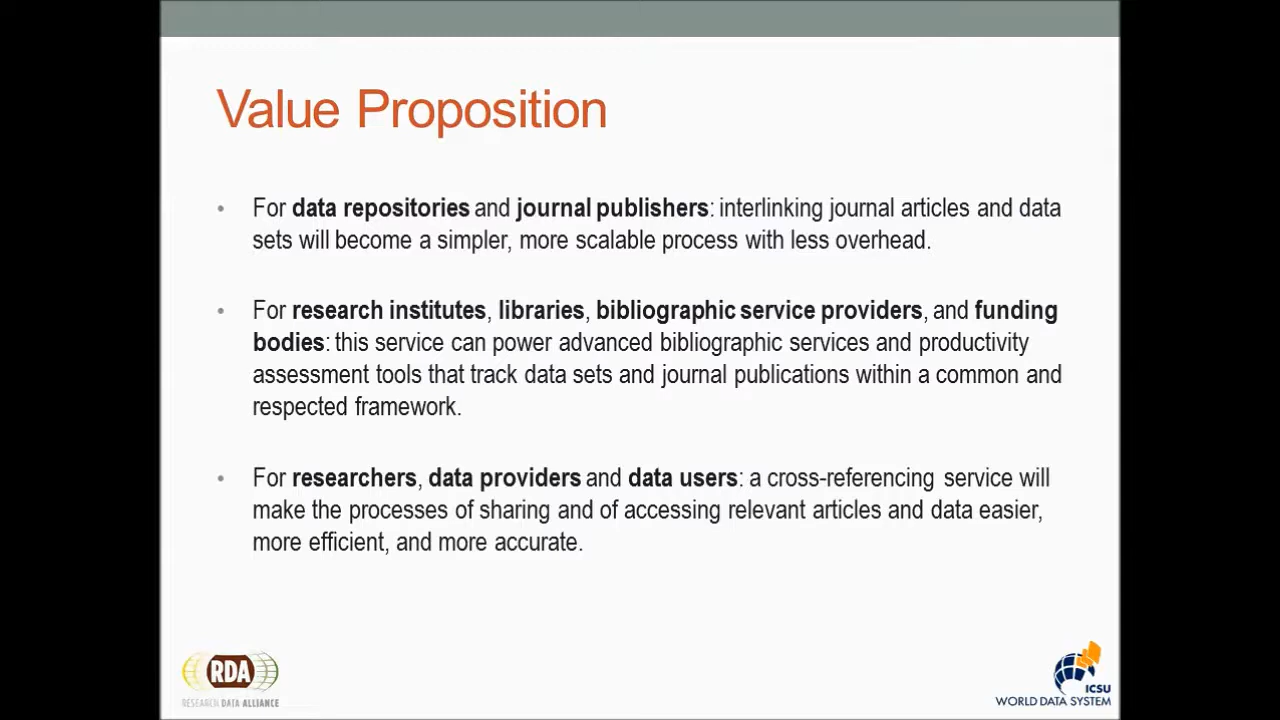 Value Proposition
• For data repositories and journal publishers: interlinking journal articles and data
sets will become a simpler, more scalable process with less overhead.
• For research institutes, libraries, bibliographic service providers, and funding
bodies: this service can power advanced bibliographic services and productivity
assessment tools that track data sets and journal publications within a common and
respected framework.
• For researchers, data providers and data users: a cross-referencing service will
make the processes of sharing and of accessing relevant articles and data easier,
more efficient, and more accurate.
RDA
RESEARCH DATA ALLIANCE
ICSU
WORLD DATA SYSTEM